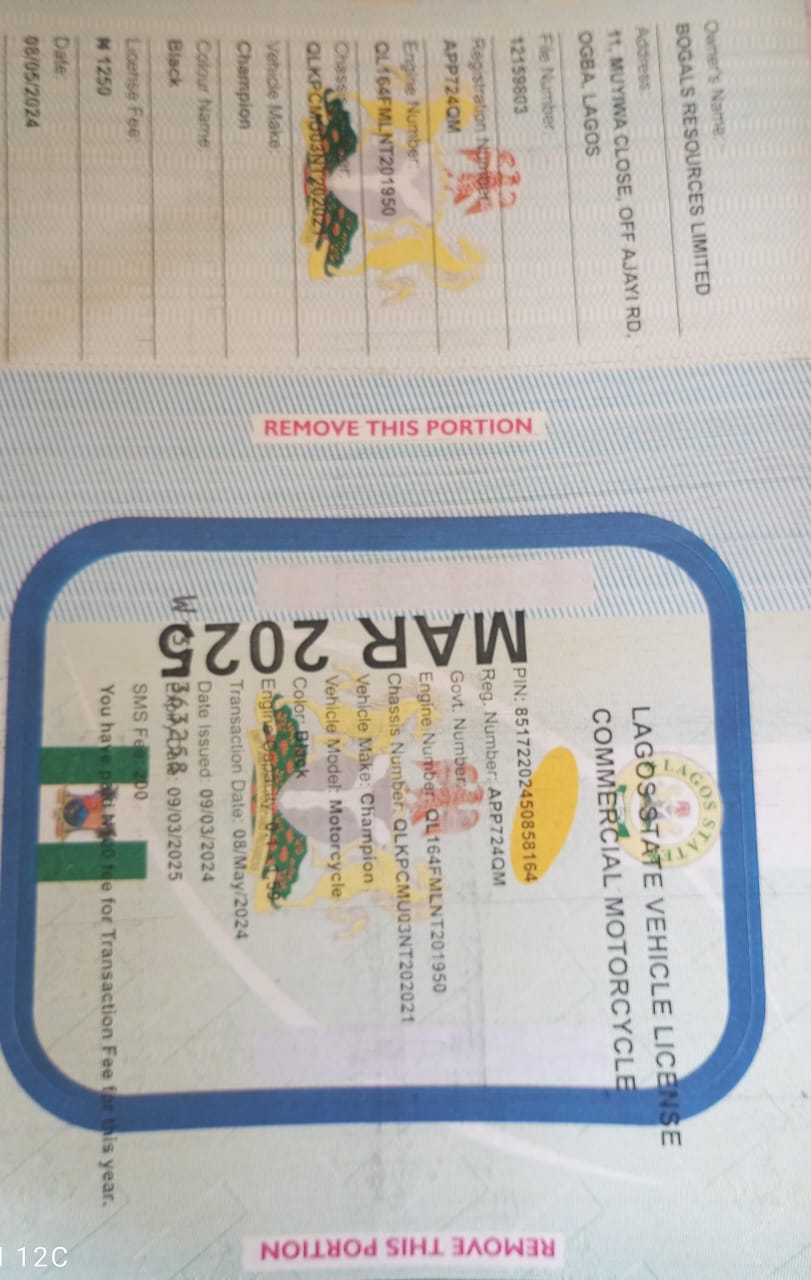 Owner's Name:
BOGALS RESOURCES LIMITED
Address:
11, MUYIWA CLOSE, OFF AJAYI RD,
OGBA, LAGOS
File Number
12159803
Registration Number:
APP724QM
Engine Number:
QL164FMLNT201950
QLKPCMU03NT202021
Vehicle Make:
Champion
Colour Name:
Black
License Fee:
₦ 1250
Date:
08/05/2024
REMOVE THIS PORTION
LAGOS STATE
LAGOS STATE VEHICLE LICENSE
COMMERCIAL MOTORCYCLE
MAR 2025
PIN: 85172202450858164
Reg. Number: APP724QM
Govt. Number:
Engine Number: QL164FMLNT201950
Chassis Number: QLKPCMU03NT202021
Vehicle Make: Champion
Vehicle Model: Motorcycle
Color: Black
Engine Capacity:
Transaction Date: 08/May/2024
Date Issued: 09/03/2024
Expiry Date: 09/03/2025
SMS Fee: 200
You have paid fee for Transaction Fee for this year.
REMOVE THIS PORTION
12C